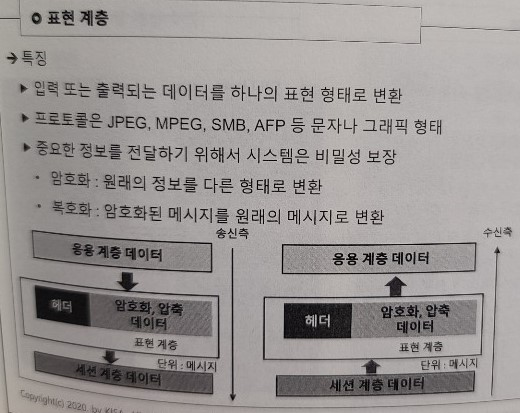 표현 계층
특징
입력 또는 출력되는 데이터를 하나의 표현 형태로 변환
프로토콜은 JPEG, MPEG, SMB, AFP 등 문자나 그래픽 형태
중요한 정보를 전달하기 위해서 시스템은 비밀성 보장
암호화 : 원래의 정보를 다른 형태로 변환
복호화 : 암호화된 메시지를 원래의 메시지로 변환
송신측
응용 계층 데이터
헤더
암호화, 압축
데이터
표현 계층
단위 : 메시지
세션 계층 데이터
수신측
응용 계층 데이터
헤더
암호화, 압축
데이터
표현 계층
단위 : 메시지
세션 계층 데이터
Copyright(c) 2020. by